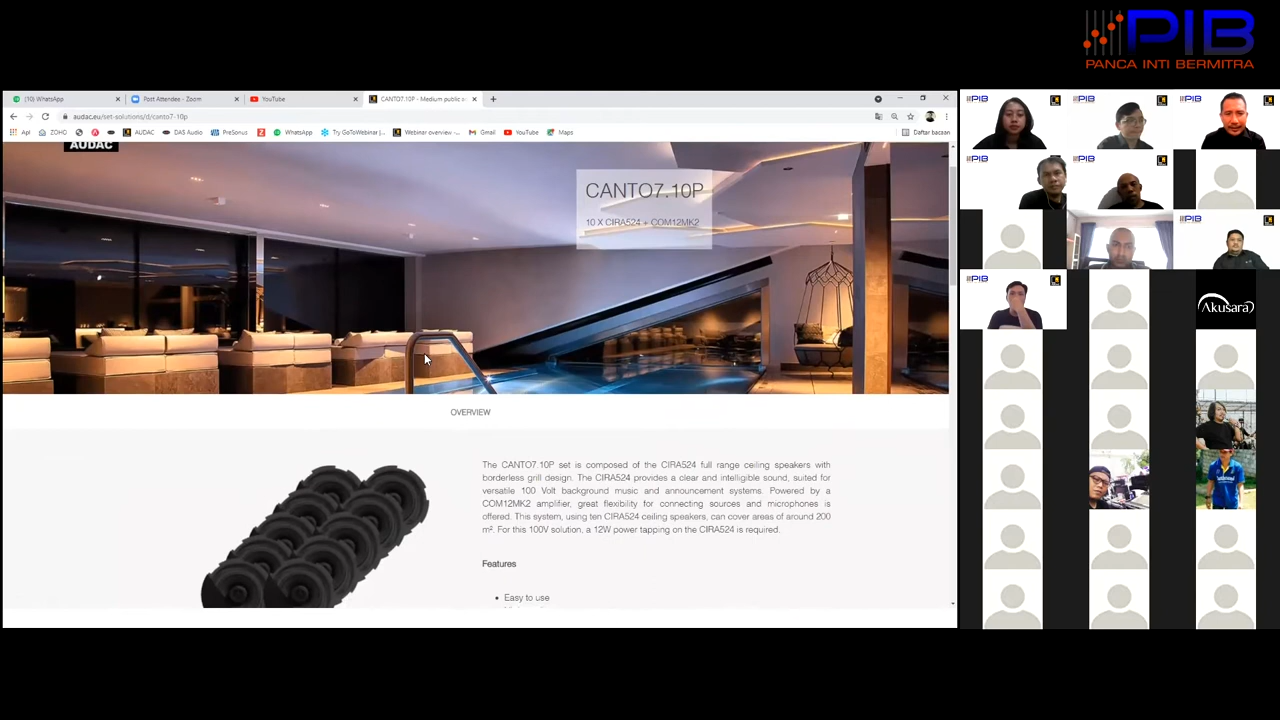 PIB
PANCA INTI BERMITRA
(10) WhatsApp
Post Attendee - Zoom
YouTube
CANTO7.10P - Medium public a
audac.eu/set-solutions/d/canto7-10p
Apl
ZOHO
AUDAC
DAS Audio
PreSonus
WhatsApp
Try GoToWebinar |
Webinar overview -
Gmail
YouTube
Maps
Daftar bacaan
AUDAC
CANTO7.10P
10 X CIRA524 + COM12MK2
OVERVIEW
The CANTO7.10P set is composed of the CIRA524 full range ceiling speakers with
borderless grill design. The CIRA524 provides a clear and intelligible sound, suited for
versatile 100 Volt background music and announcement systems. Powered by a
COM12MK2 amplifier, great flexibility for connecting sources and microphones is
offered. This system, using ten CIRA524 ceiling speakers, can cover areas of around 200
m². For this 100V solution, a 12W power tapping on the CIRA524 is required.
Features
• Easy to use
PIB
PIB
PIB
PIB
PIB
PIB
PIB
Akusara